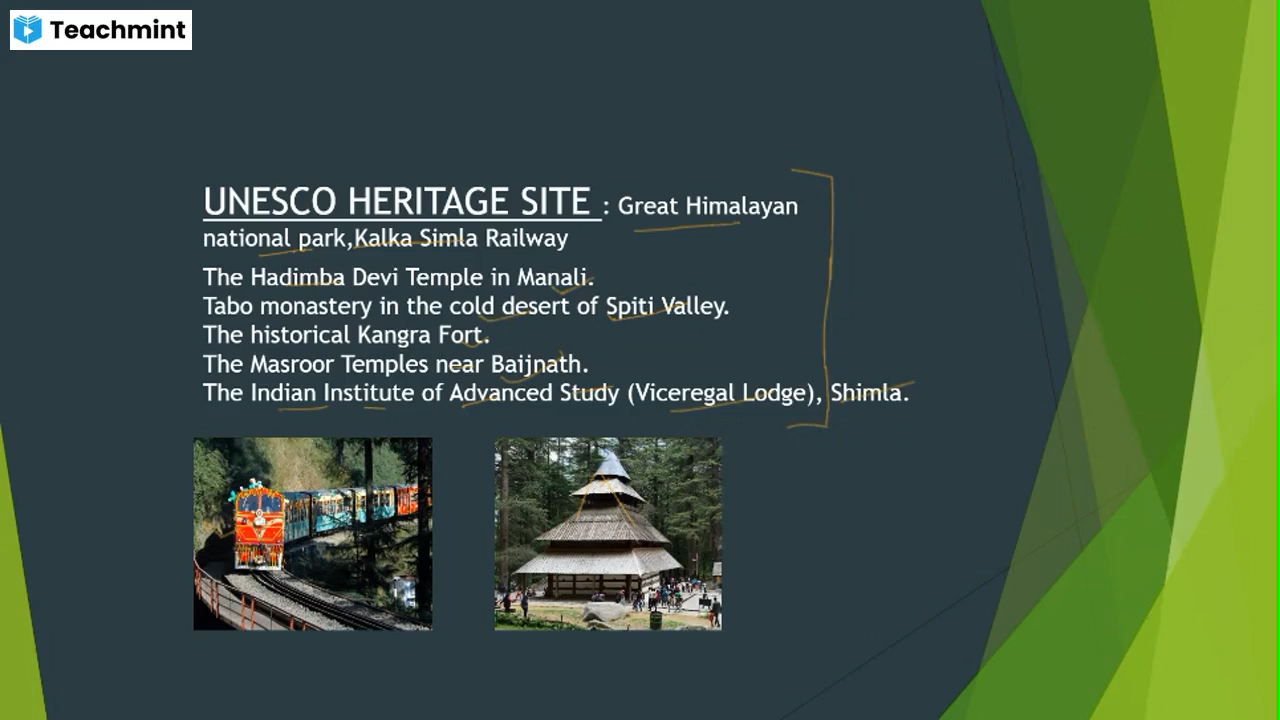 Teachmint
UNESCO HERITAGE SITE : Great Himalayan
national park,Kalka Simla Railway
The Hadimba Devi Temple in Manali.
Tabo monastery in the cold desert of Spiti Valley.
The historical Kangra Fort.
The Masroor Temples near Baijnath.
The Indian Institute of Advanced Study (Viceregal Lodge), Shimla.